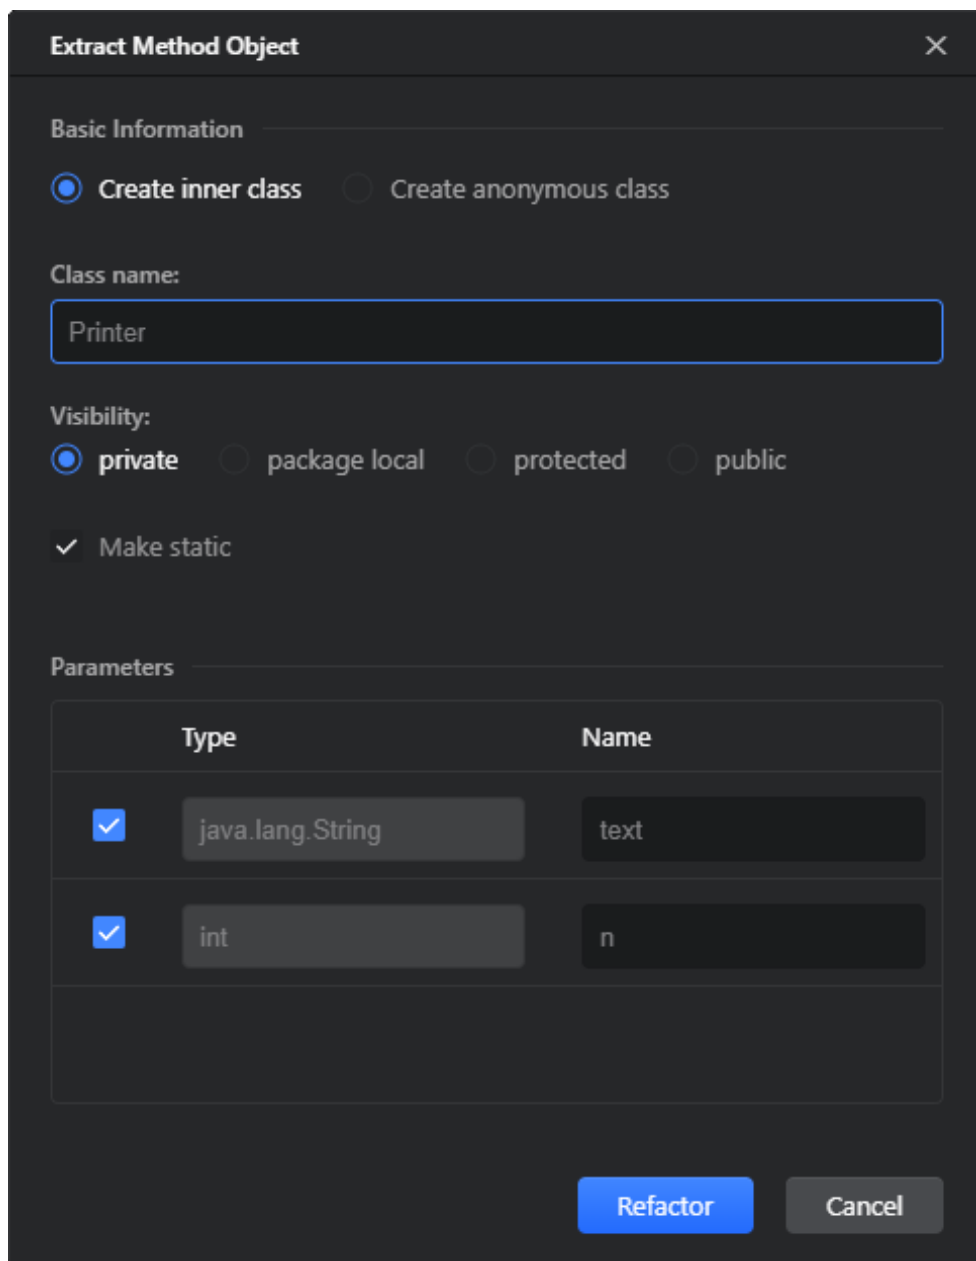 Extract Method Object
Basic Information
Create inner class Create anonymous class
Class name:
Printer
Visibility:
private package local protected public
Make static
Parameters
Type Name
java.lang.String text
int n
Refactor Cancel